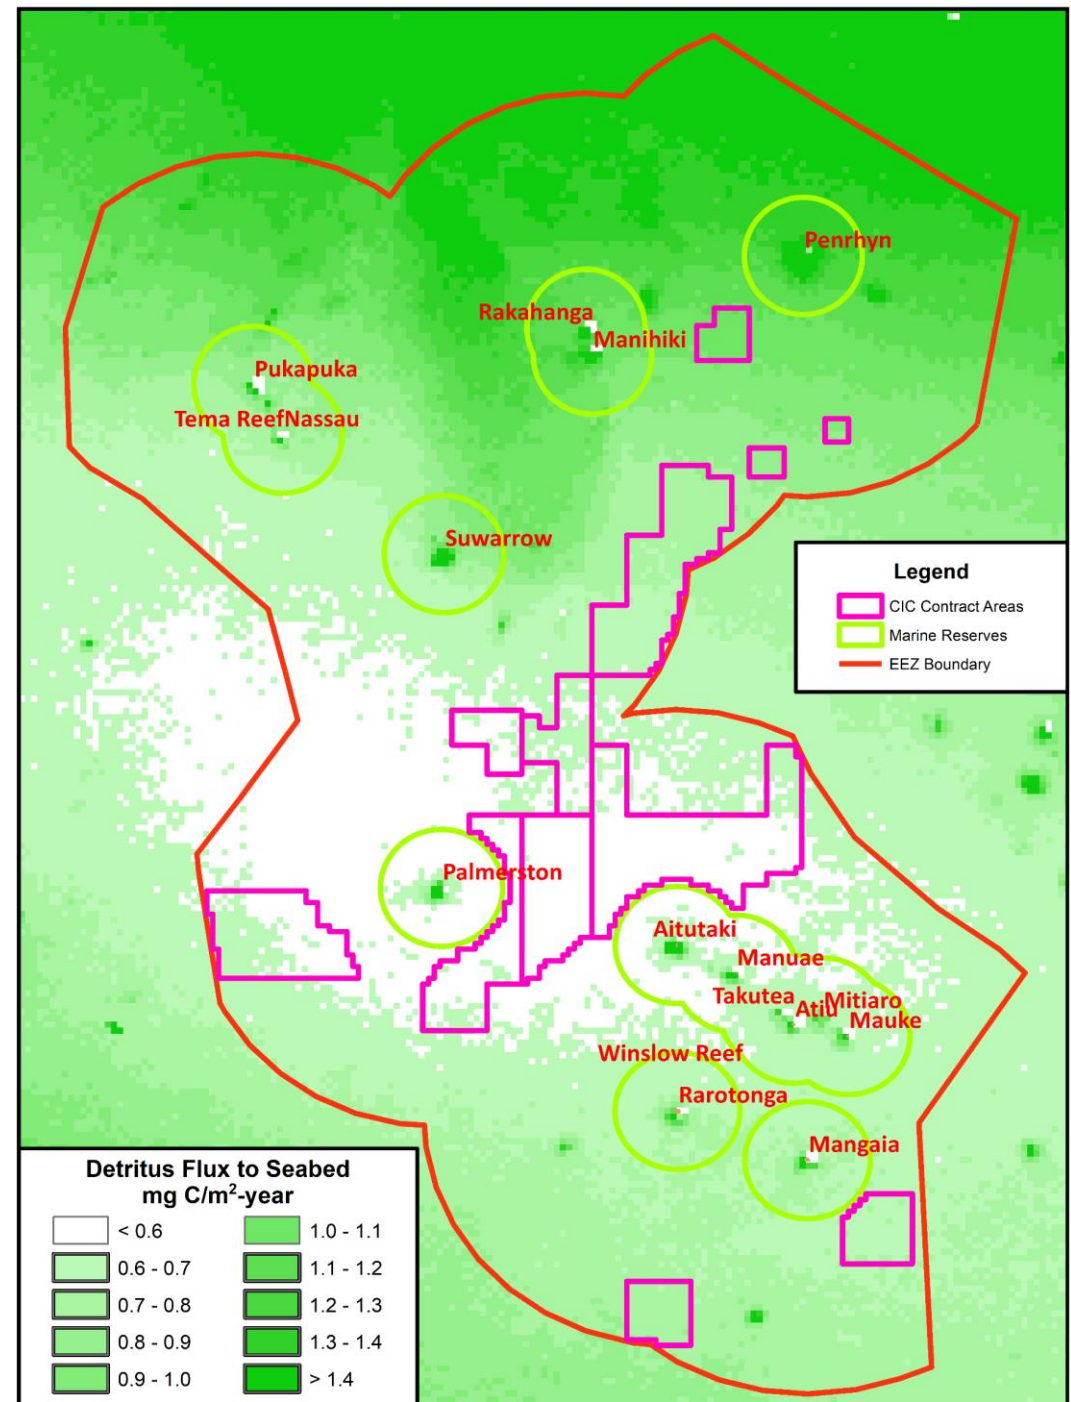 Penrhyn
Rakahanga
Manihiki
Pukapuka
Tema ReefNassau
Suwarrow
Legend
CIC Contract Areas
Marine Reserves
EEZ Boundary
Palmerston
Aitutaki
Manuae
Takutea
Atiu
Mitiaro
Mauke
Winslow Reef
Rarotonga
Mangaia
Detritus Flux to Seabed
mg C/m²-year
< 0.6
0.6 - 0.7
0.7 - 0.8
0.8 - 0.9
0.9 - 1.0
1.0 - 1.1
1.1 - 1.2
1.2 - 1.3
1.3 - 1.4
> 1.4